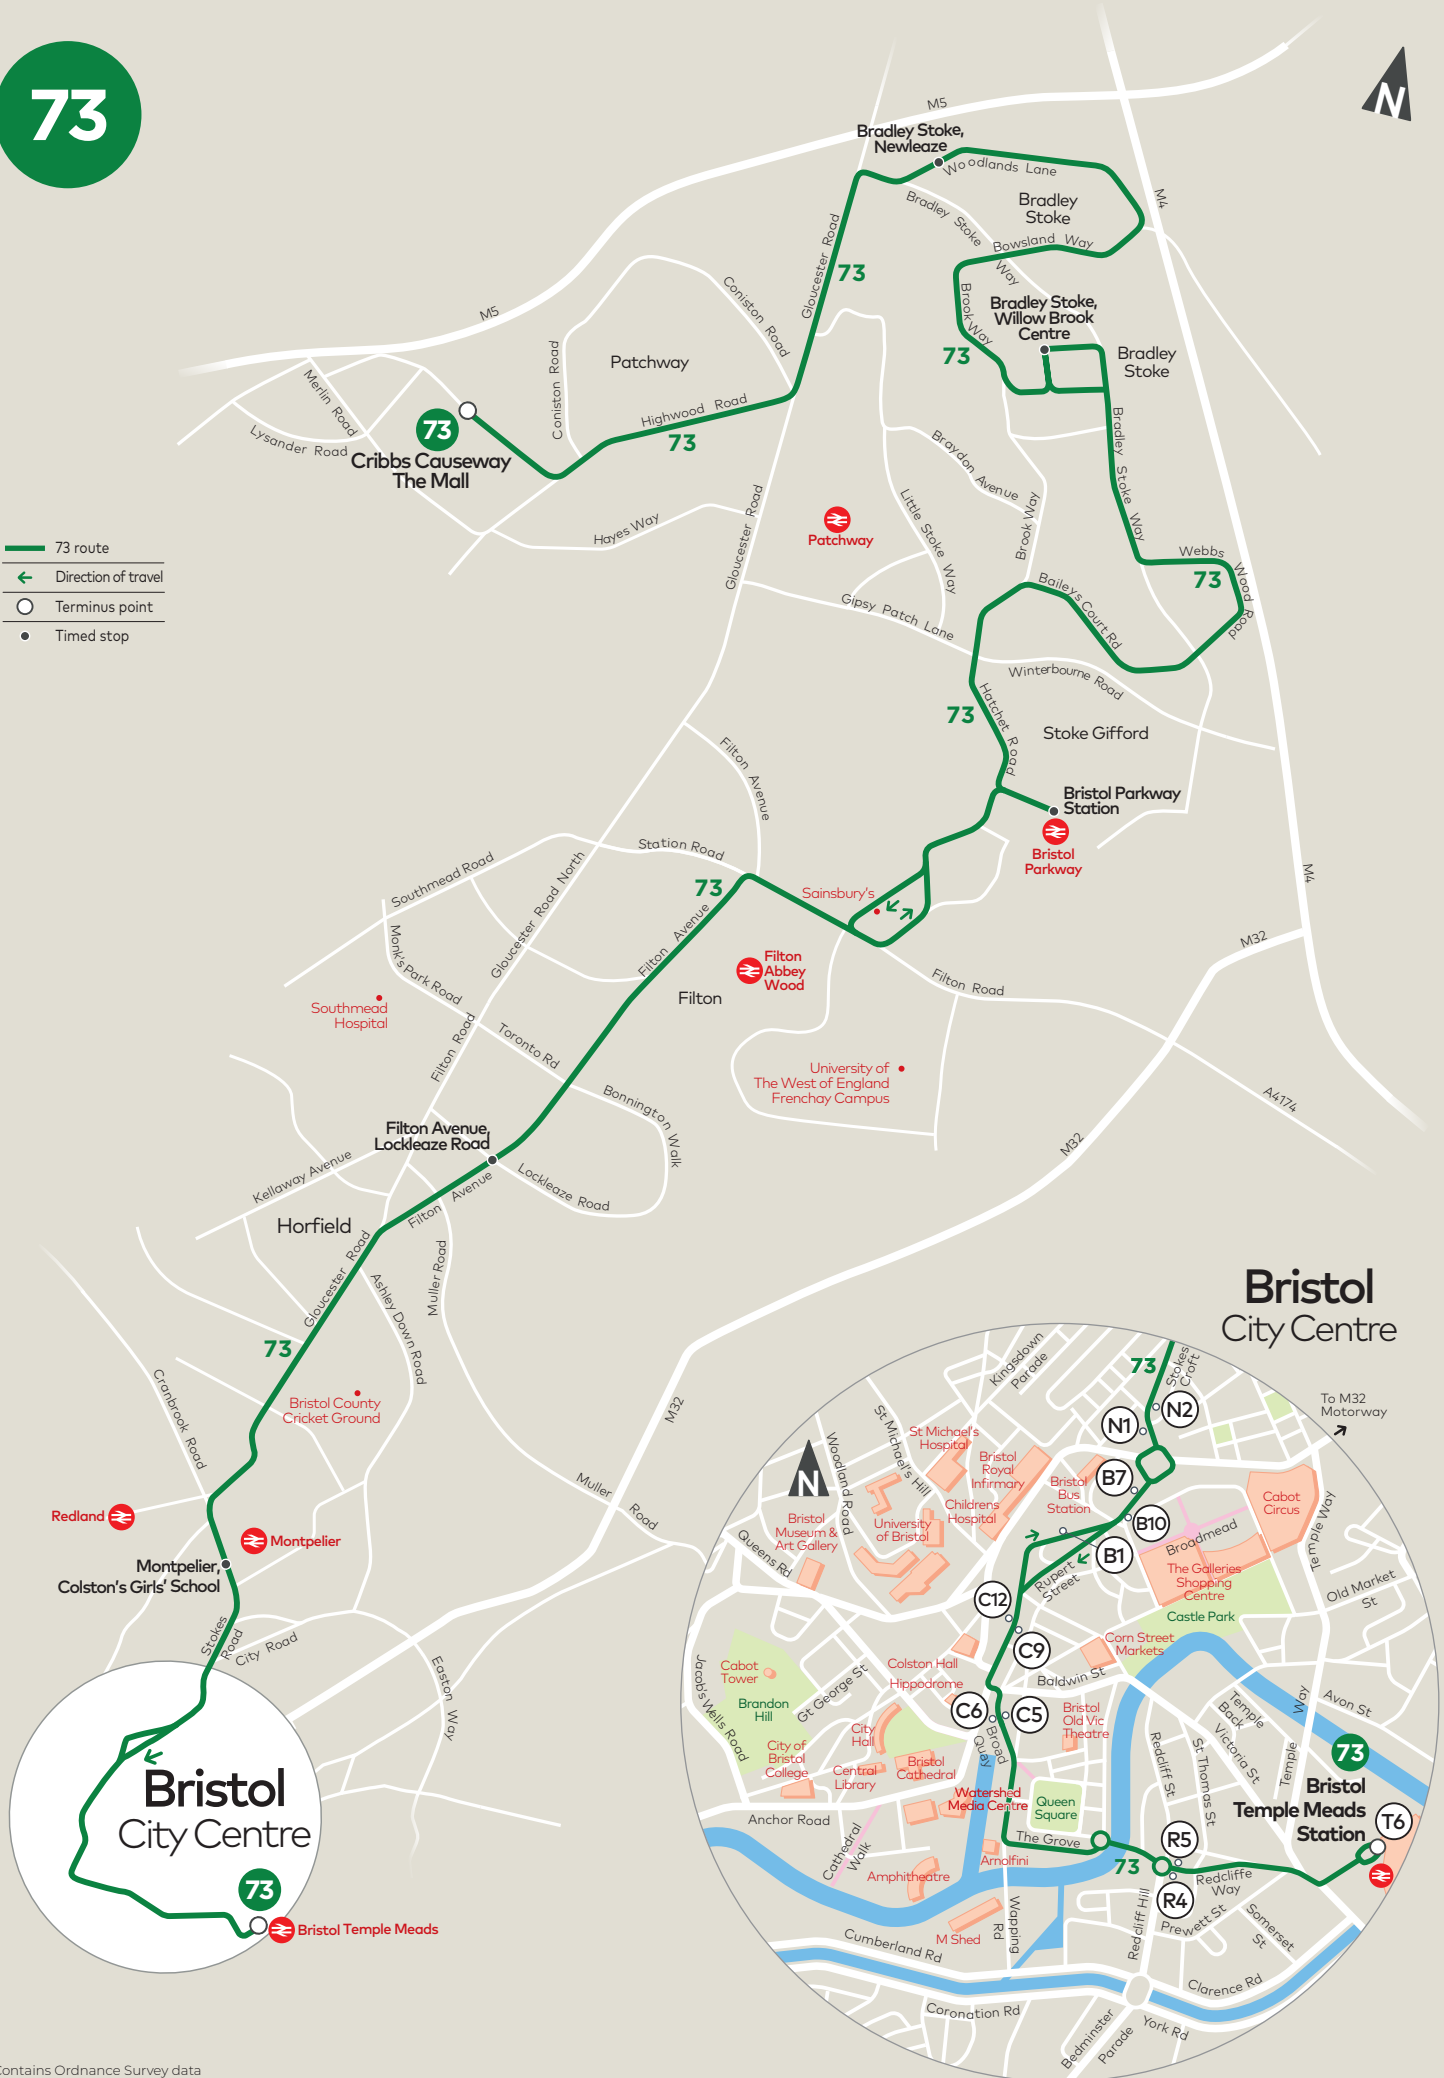 73
N
M5
Bradley Stoke,
Newleaze
Woodlands Lane
Bradley
Stoke
M4
Bradley Stoke
Way
Bowsland Way
Gloucester Road
73
Coniston Road
M5
Brook Way
Bradley Stoke,
Willow Brook
Centre
73
Bradley
Stoke
Patchway
Coniston Road
Merlin Road
Lysander Road
Highwood Road
73
73
Cribbs Causeway
The Mall
Bradley Stoke Way
Braydon Avenue
Little Stoke Way
Brook Way
Hayes Way
Gloucester Road
Patchway
73 route
Direction of travel
Terminus point
Timed stop
Webbs
Wood Road
73
Baileys Court Rd
Gipsy Patch Lane
Winterbourne Road
73
Hatchet Road
Stoke Gifford
Bristol Parkway
Station
Bristol
Parkway
Filton Avenue
Station Road
Southmead Road
Gloucester Road North
73
Sainsbury's
M4
M32
Monk's Park Road
Filton Avenue
Filton
Abbey
Wood
Filton
Filton Road
Southmead
Hospital
Filton Road
Toronto Rd
University of
The West of England
Frenchay Campus
A4174
Bonnington Walk
M32
Filton Avenue,
Lockleaze Road
Kellaway Avenue
Lockleaze Road
Filton Avenue
Horfield
Gloucester Road
Muller Road
Ashley Down Road
73
Cranbrook Road
Bristol County
Cricket Ground
M32
Muller Road
Redland
Montpelier
Montpelier,
Colston's Girls' School
Stokes
Road
City Road
Easton Way
Bristol
City Centre
73
Bristol Temple Meads
Bristol
City Centre
73
Stokes
Croft
Kingsdown
Parade
N2
N1
To M32
Motorway
N
Woodland Road
St Michael's Hill
St Michael's
Hospital
Bristol
Royal
Infirmary
Bristol
Bus
Station
B7
Cabot
Circus
Temple Way
Childrens
Hospital
B10
Broadmead
Bristol
Museum &
Art Gallery
University
of Bristol
Queens Rd
B1
Rupert
Street
The Galleries
Shopping
Centre
Old Market
St
Castle Park
C12
C9
Corn Street
Markets
Colston Hall
Hippodrome
Baldwin St
Cabot
Tower
Brandon
Hill
Jacob's Wells Road
Gt George St
C6
C5
Broad
Quay
Bristol
Old Vic
Theatre
City
Hall
City of
Bristol
College
Central
Library
Bristol
Cathedral
Temple
Back
Victoria St
Way
Avon St
Redcliff St
St Thomas St
Temple
73
Bristol
Temple Meads
Station
T6
Watershed
Media Centre
Queen
Square
Anchor Road
Cathedral
Walk
The Grove
Arnolfini
Amphitheatre
73
R5
Redcliffe
Way
R4
Prewett St
Somerset
St
Redcliff Hill
Wapping
Rd
M Shed
Cumberland Rd
Clarence Rd
Coronation Rd
York Rd
Bedminster
Parade
Contains Ordnance Survey data